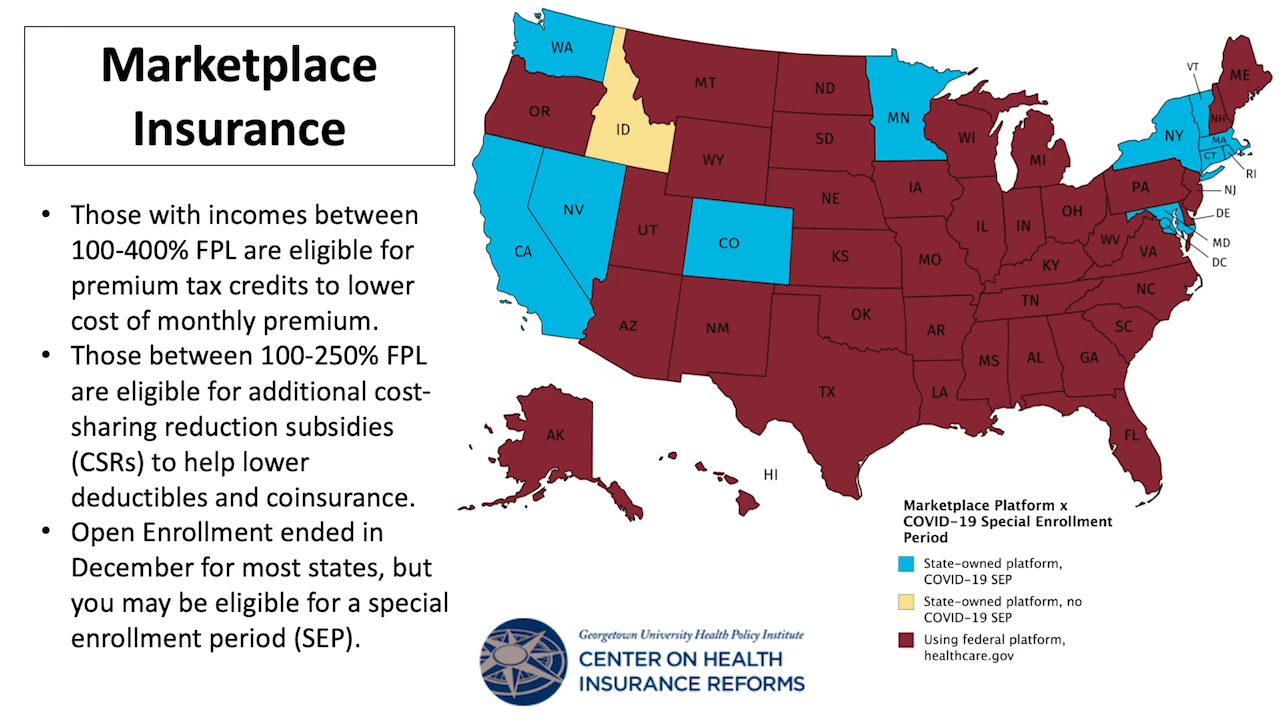 Marketplace
Insurance
• Those with incomes between
100-400% FPL are eligible for
premium tax credits to lower
cost of monthly premium.
• Those between 100-250% FPL
are eligible for additional cost-
sharing reduction subsidies
(CSRs) to help lower
deductibles and coinsurance.
• Open Enrollment ended in
December for most states, but
you may be eligible for a special
enrollment period (SEP).
WA
OR
ID
MT
ND
MN
SD
WY
WI
MI
VT
ME
NH
NY
MA
CT
RI
NJ
PA
DE
MD
DC
NV
CA
UT
CO
NE
IA
KS
MO
IL
IN
OH
WV
VA
KY
NC
TN
SC
AZ
NM
OK
AR
MS
AL
GA
TX
LA
FL
AK
HI
Marketplace Platform x
COVID-19 Special Enrollment
Period
State-owned platform,
COVID-19 SEP
State-owned platform, no
COVID-19 SEP
Using federal platform,
healthcare.gov
Georgetown University Health Policy Institute
CENTER ON HEALTH
INSURANCE REFORMS